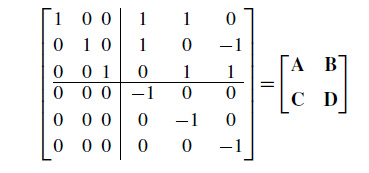 1 0 0 1 1 0
0 1 0 1 0 −1
0 0 1 0 1 1
0 0 0 −1 0 0
0 0 0 0 −1 0
0 0 0 0 0 −1
= [A B
C D]